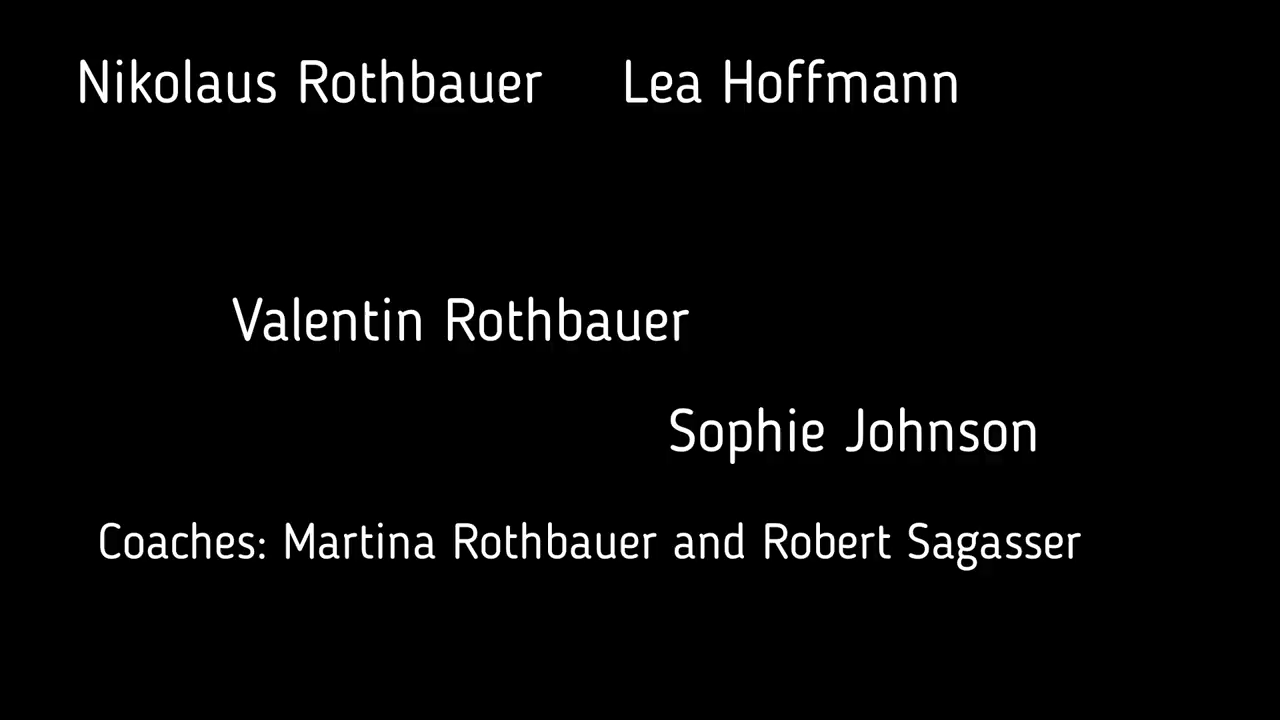 Nikolaus Rothbauer Lea Hoffmann
Valentin Rothbauer
Sophie Johnson
Coaches: Martina Rothbauer and Robert Sagasser